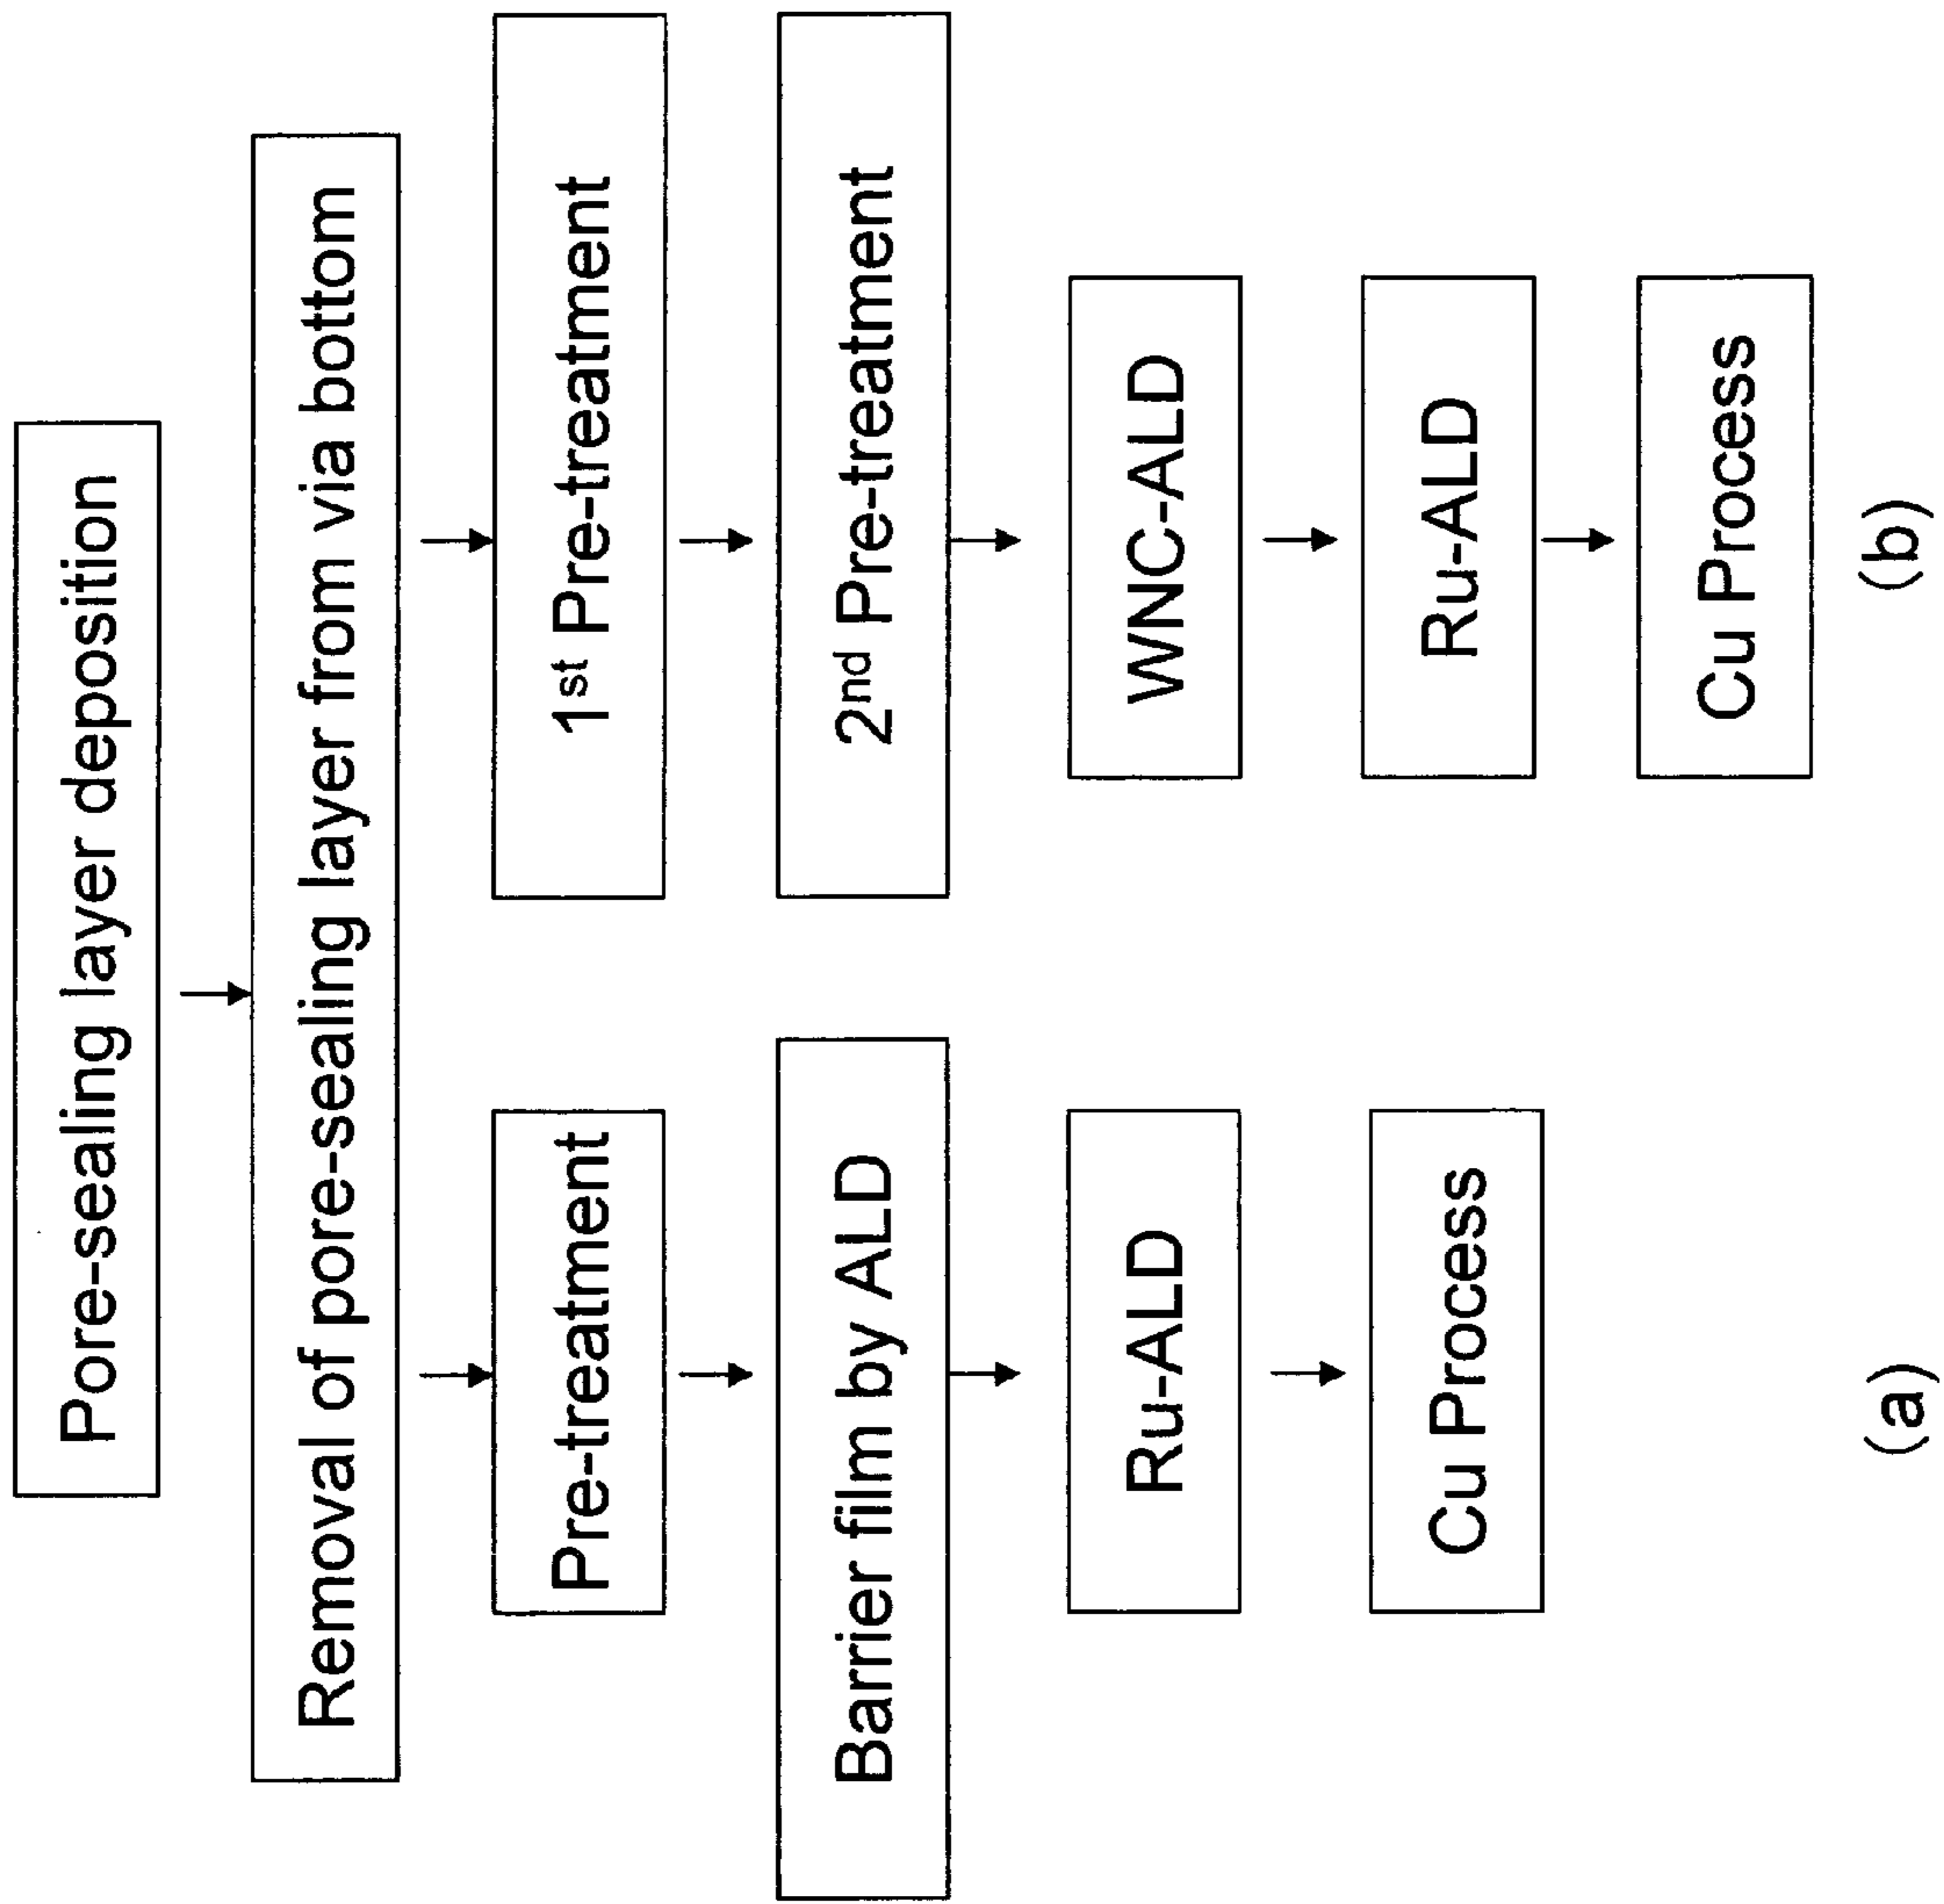 Pore-sealing layer deposition
Removal of pore-sealing layer from via bottom
Pre-treatment
Barrier film by ALD
Ru-ALD
Cu Process
(a)
1st Pre-treatment
2nd Pre-treatment
WNC-ALD
Ru-ALD
Cu Process
(b)